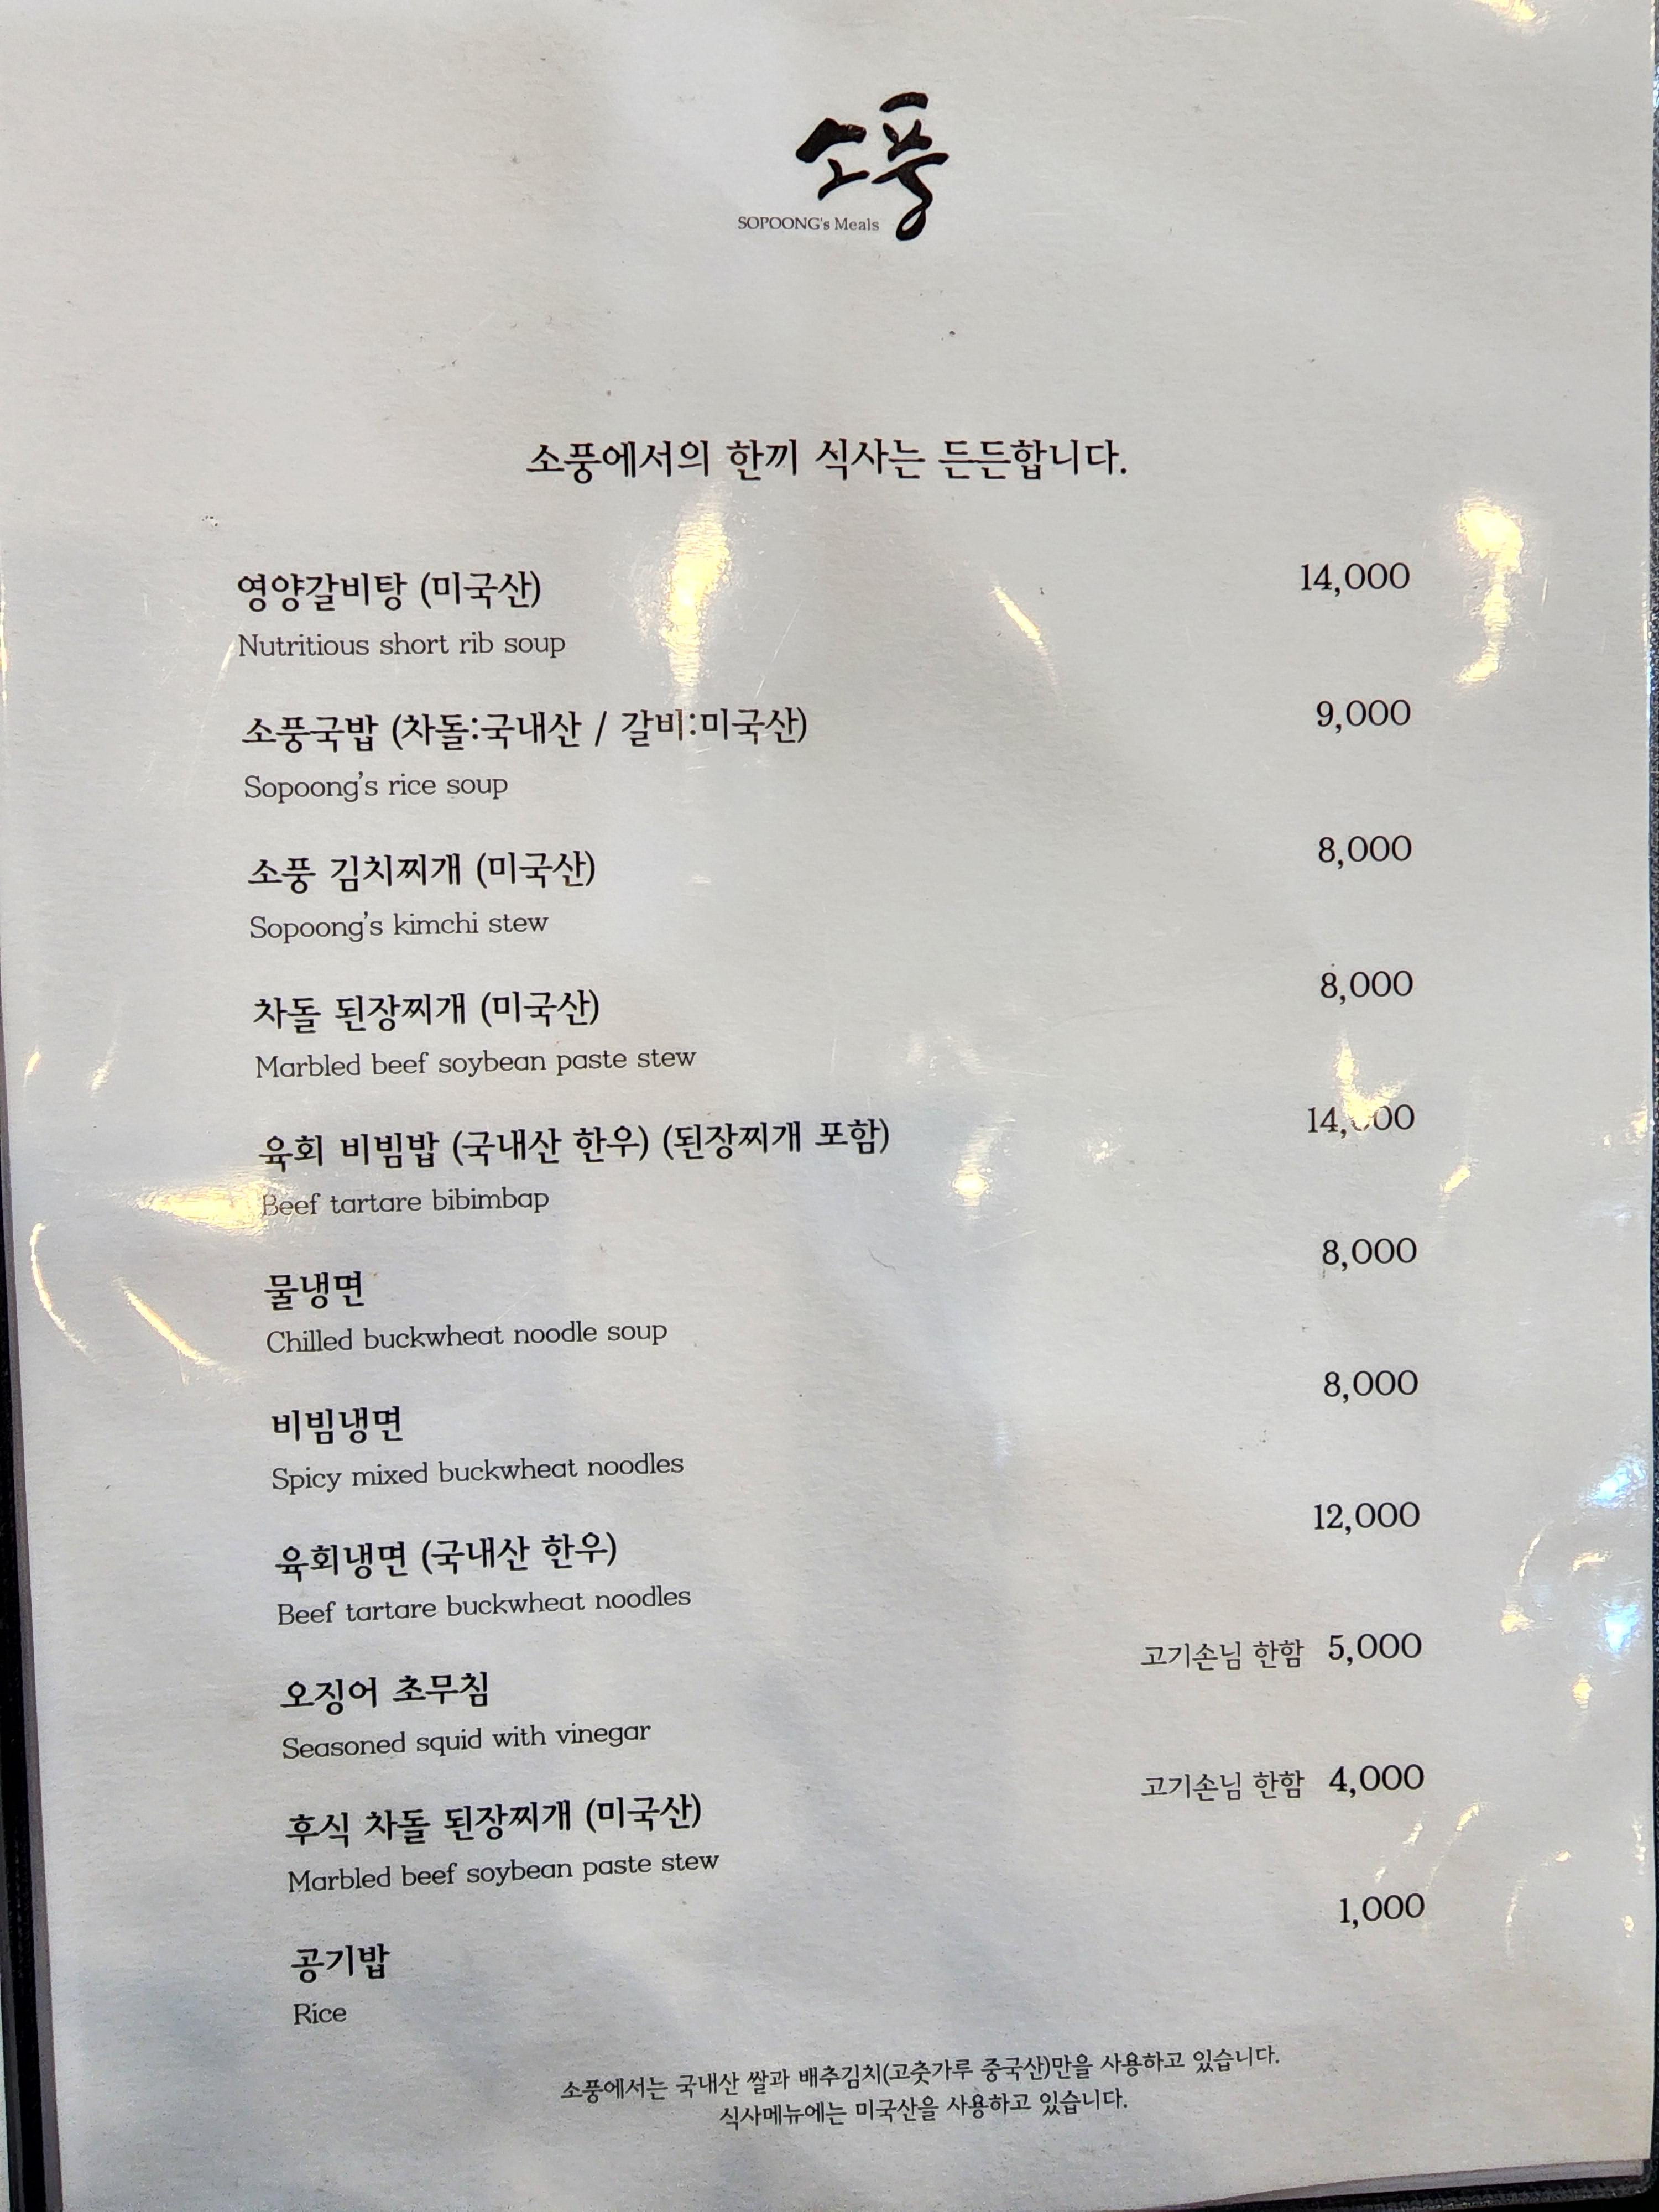 소풍
SOPOONG's Meals
소풍에서의 한끼 식사는 든든합니다.
영양갈비탕 (미국산) 14,000
Nutritious short rib soup
소풍국밥 (차돌:국내산 / 갈비:미국산) 9,000
Sopoong's rice soup
소풍 김치찌개 (미국산) 8,000
Sopoong's kimchi stew
차돌 된장찌개 (미국산) 8,000
Marbled beef soybean paste stew
육회 비빔밥 (국내산 한우) (된장찌개 포함) 14,000
Beef tartare bibimbap
물냉면 8,000
Chilled buckwheat noodle soup
비빔냉면 8,000
Spicy mixed buckwheat noodles
육회냉면 (국내산 한우) 12,000
Beef tartare buckwheat noodles
오징어 초무침 고기손님 한함 5,000
Seasoned squid with vinegar
후식 차돌 된장찌개 (미국산) 고기손님 한함 4,000
Marbled beef soybean paste stew
공기밥 1,000
Rice
소풍에서는 국내산 쌀과 배추김치(고춧가루 중국산)만을 사용하고 있습니다.
식사메뉴에는 미국산을 사용하고 있습니다.